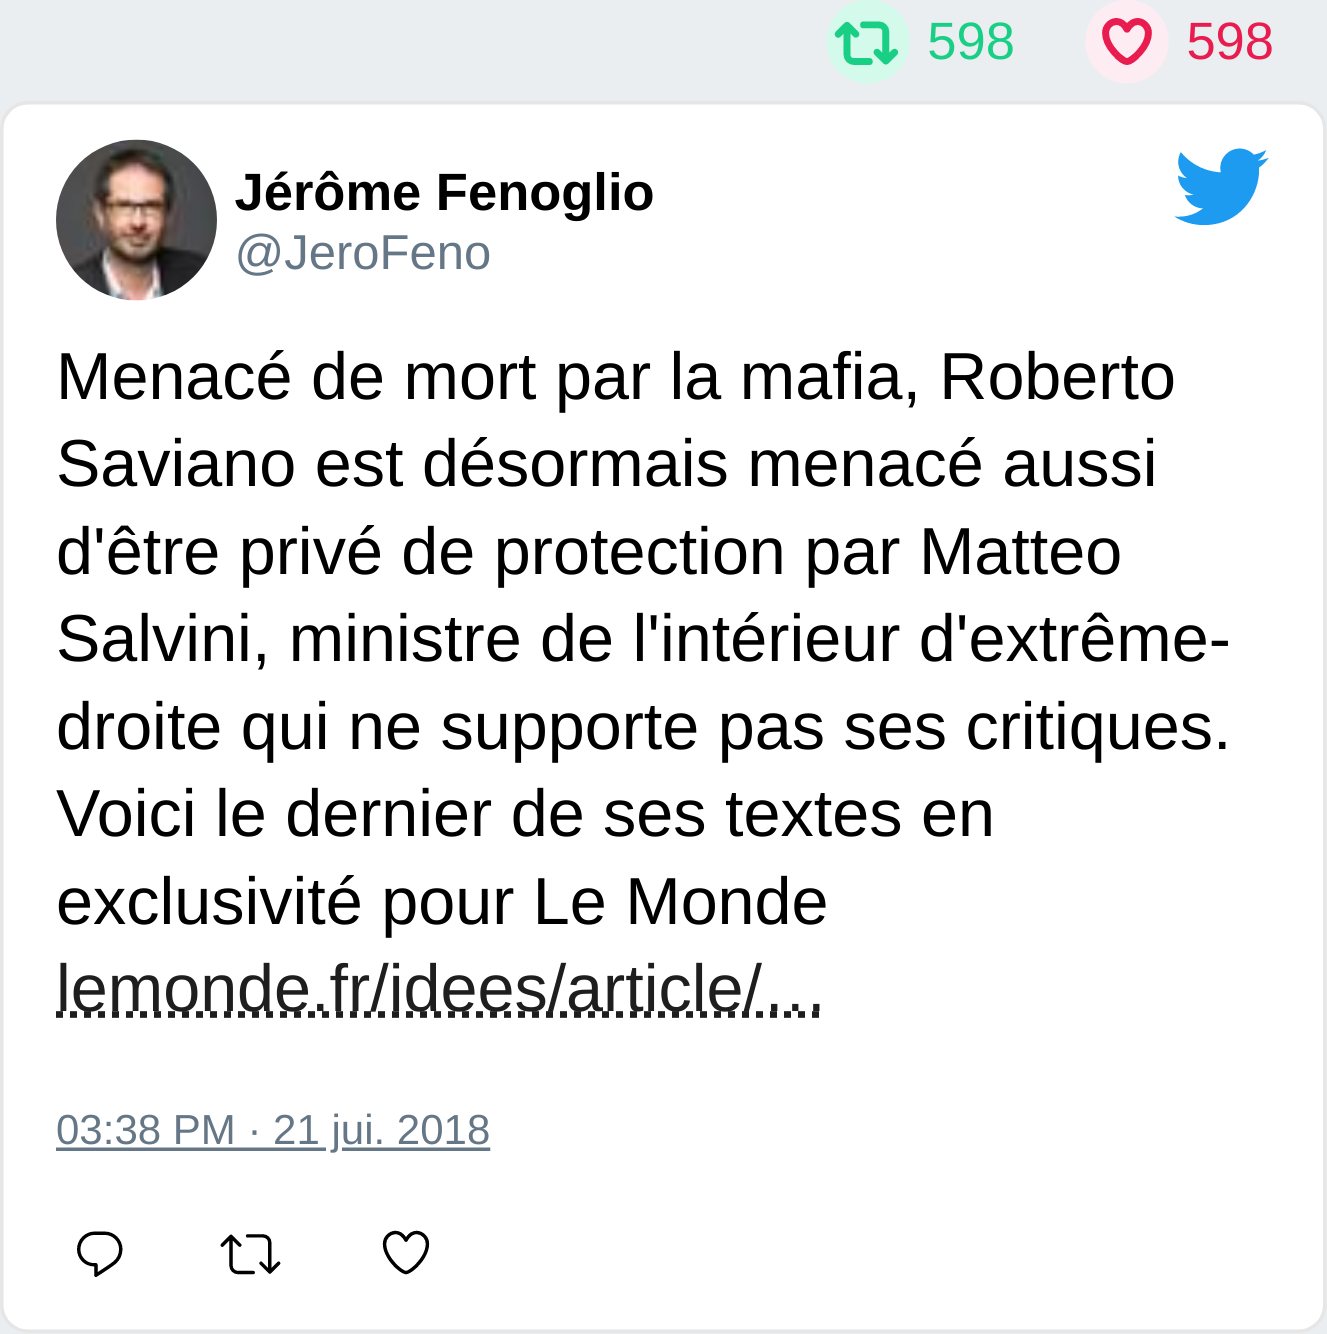 598 598
Jérôme Fenoglio
@JeroFeno
Menacé de mort par la mafia, Roberto
Saviano est désormais menacé aussi
d'être privé de protection par Matteo
Salvini, ministre de l'intérieur d'extrême-
droite qui ne supporte pas ses critiques.
Voici le dernier de ses textes en
exclusivité pour Le Monde
lemonde.fr/idees/article/…
03:38 PM · 21 jui. 2018